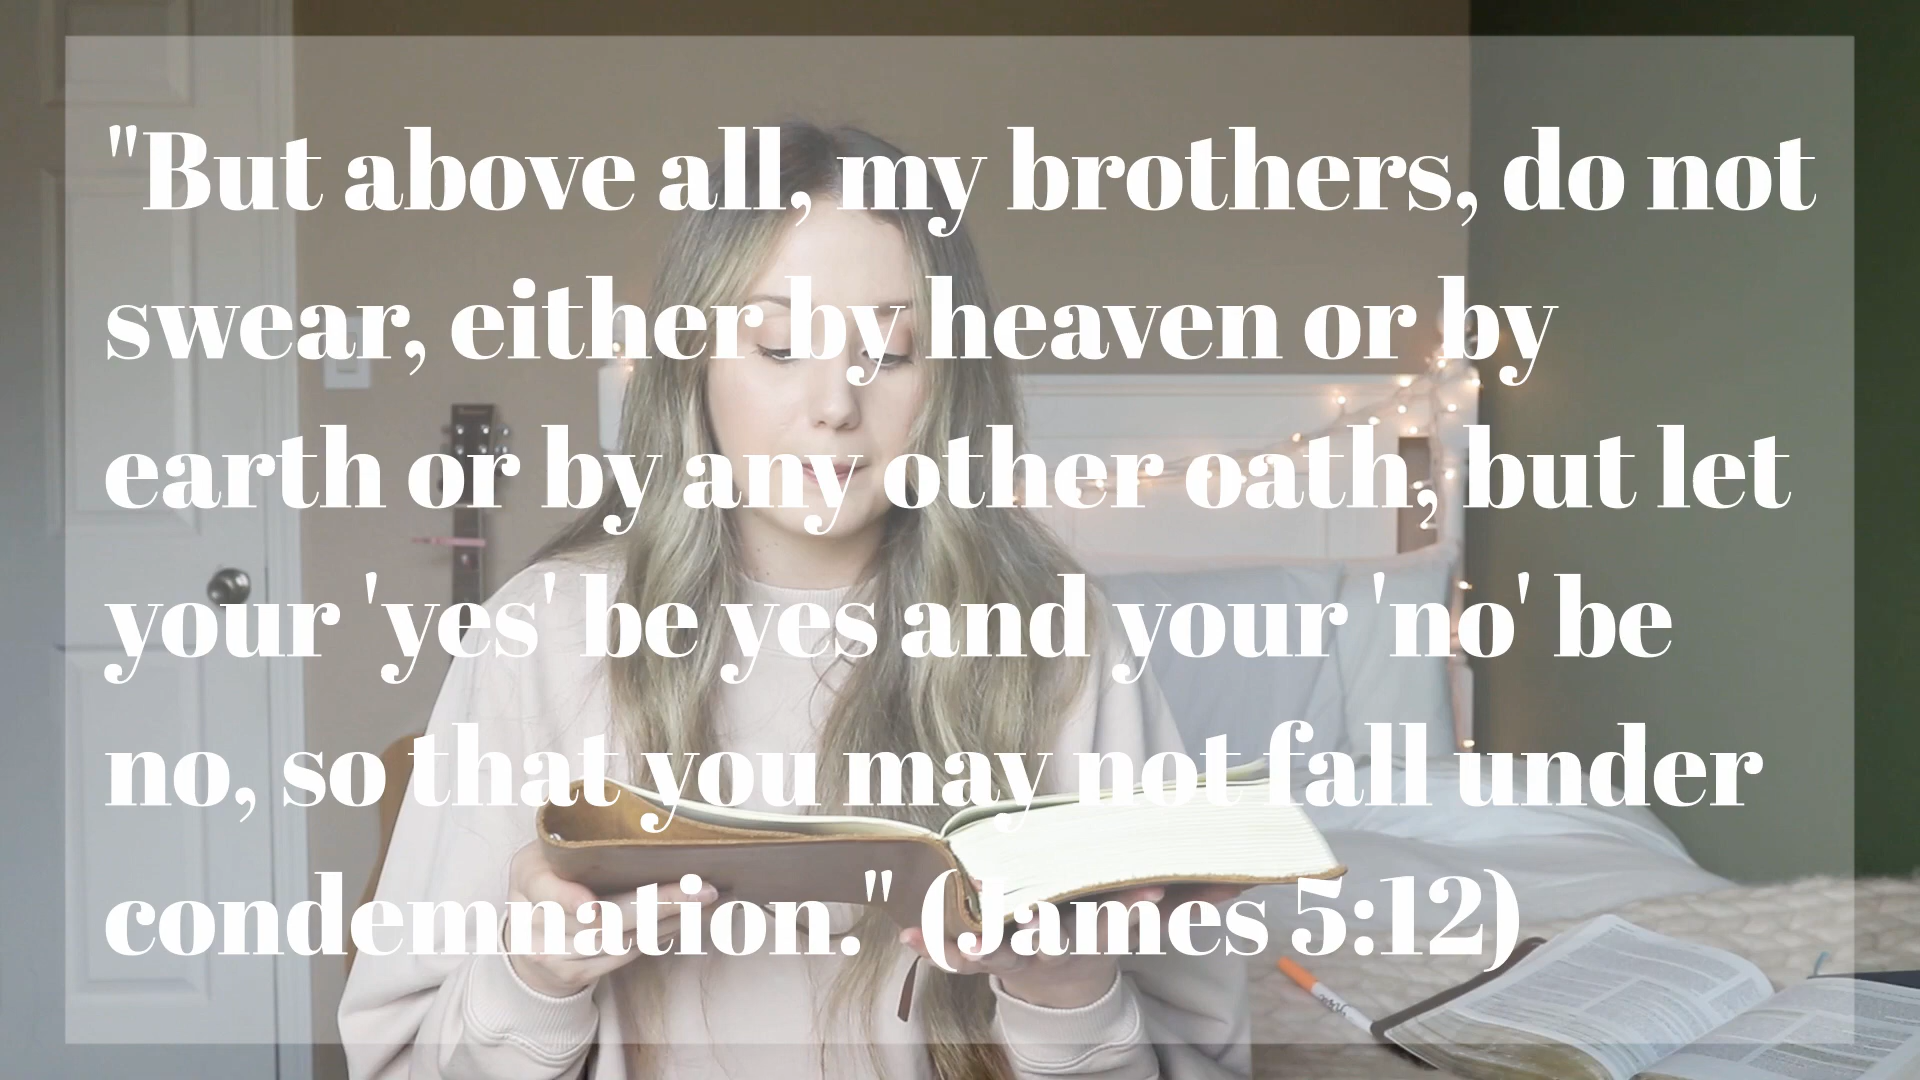 "But above all, my brothers, do not
swear, either by heaven or by
earth or by any other oath, but let
your 'yes' be yes and your 'no' be
no, so that you may not fall under
condemnation." (James 5:12)